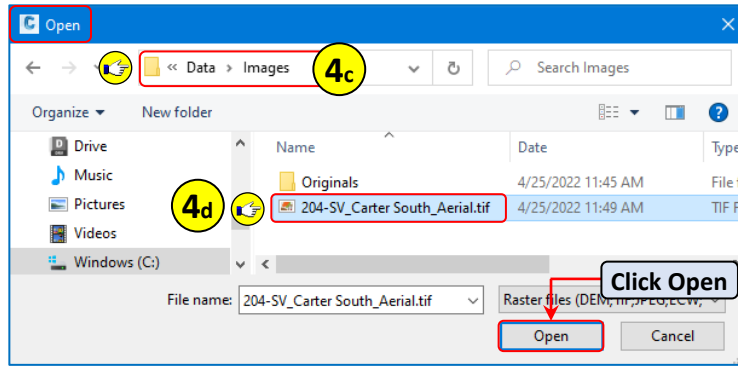 C Open
« Data > Images 4c Search Images
Organize New folder
Name Date Type
Drive
Music
Pictures
Videos
Windows (C:)
Originals 4/25/2022 11:45 AM File
4d 204-SV_Carter South_Aerial.tif 4/25/2022 11:49 AM TIF
Click Open
File name: 204-SV_Carter South_Aerial.tif Raster files (DEM,TIF,JPEG,ECW,
Open Cancel